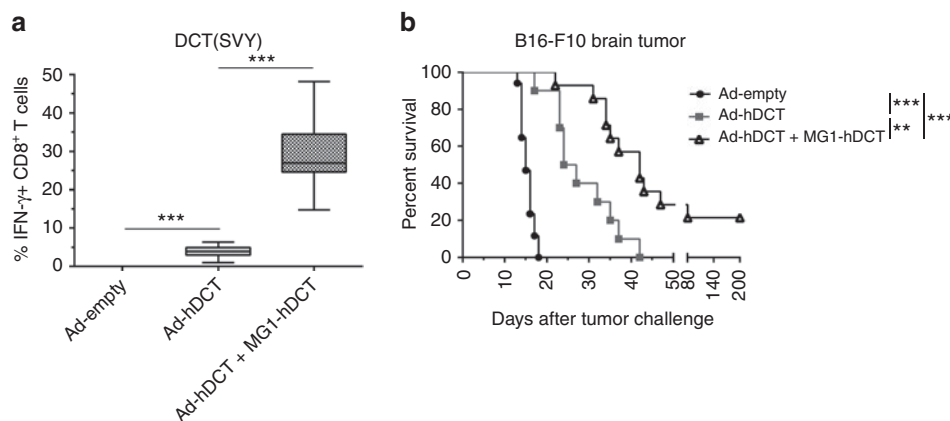 a
DCT(SVY)
% IFN-γ+ CD8+ T cells
50
40
30
20
10
5
0
***
***
Ad-empty
Ad-hDCT
Ad-hDCT + MG1-hDCT
b
B16-F10 brain tumor
Percent survival
100
80
60
40
20
0
0
10
20
30
40
50
80
140
200
Days after tumor challenge
Ad-empty
Ad-hDCT
Ad-hDCT + MG1-hDCT
***
**
***